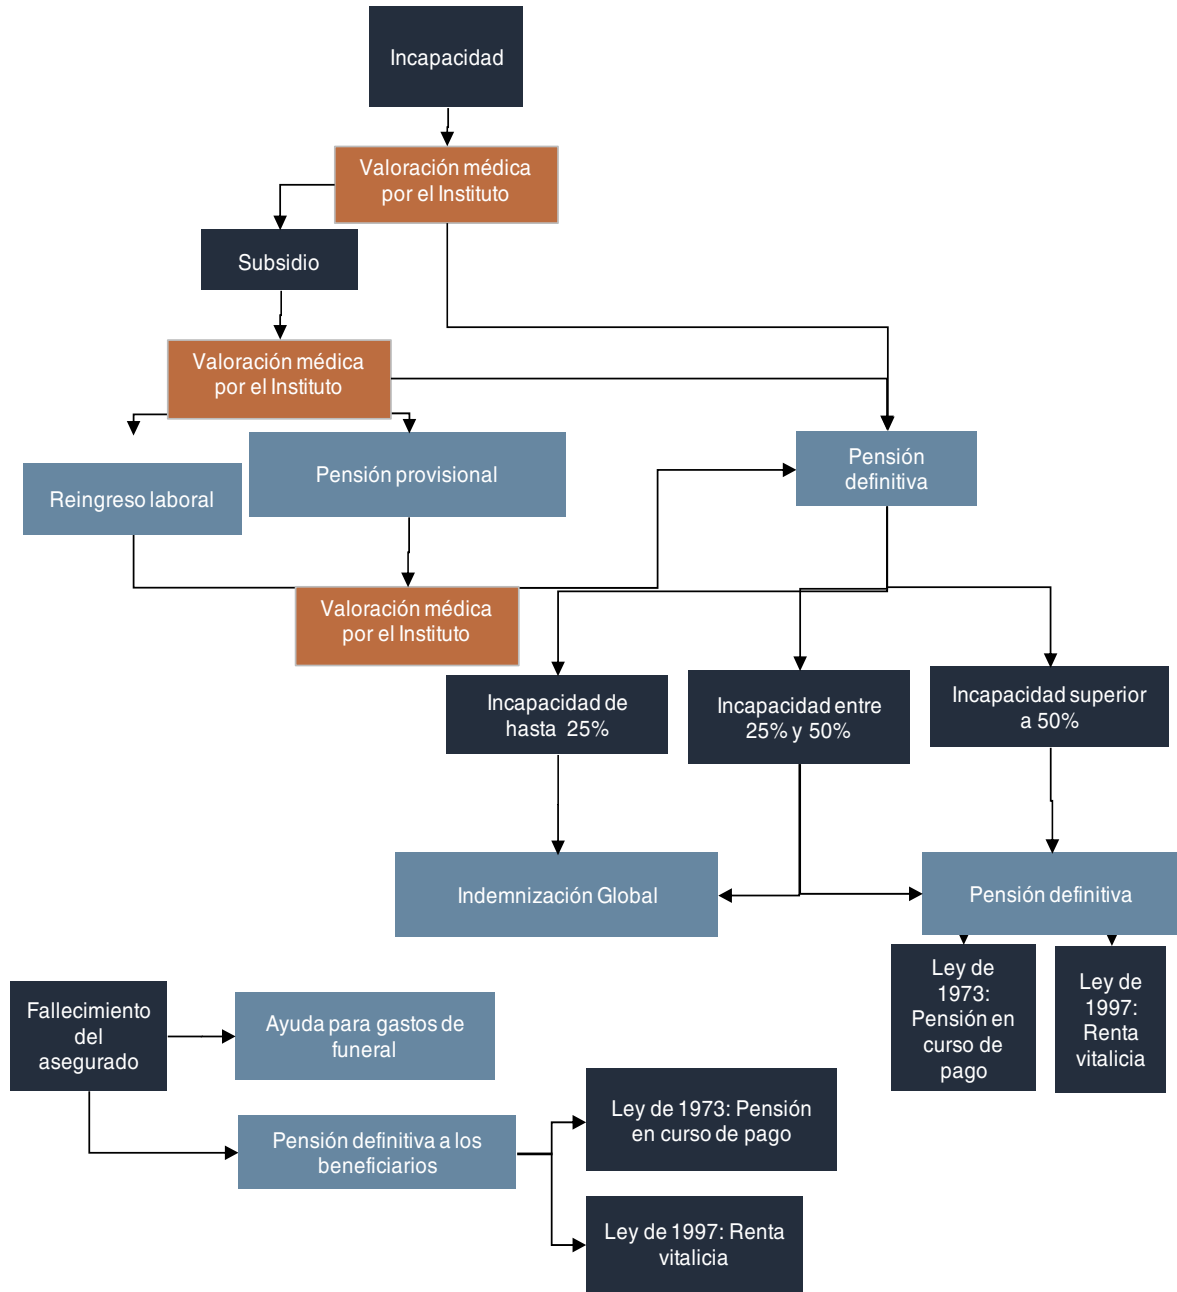 Incapacidad
Valoración médica
por el Instituto
Subsidio
Valoración médica
por el Instituto
Reingreso laboral
Pensión provisional
Pensión
definitiva
Valoración médica
por el Instituto
Incapacidad de
hasta 25%
Incapacidad entre
25% y 50%
Incapacidad superior
a 50%
Indemnización Global
Pensión definitiva
Ley de
1973:
Pensión en
curso de
pago
Ley de
1997:
Renta
vitalicia
Fallecimiento
del
asegurado
Ayuda para gastos de
funeral
Pensión definitiva a los
beneficiarios
Ley de 1973: Pensión
en curso de pago
Ley de 1997: Renta
vitalicia